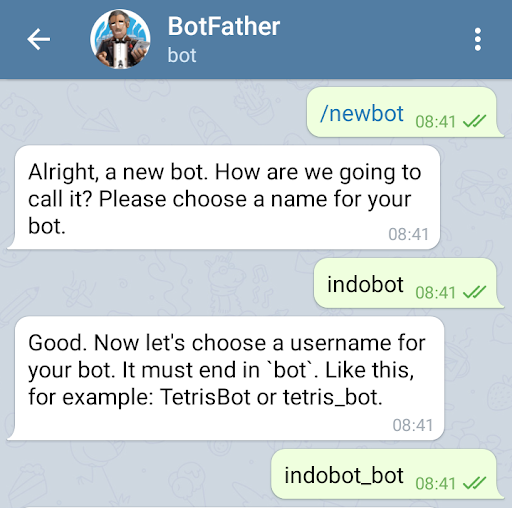 BotFather
bot
/newbot 08:41
Alright, a new bot. How are we going to
call it? Please choose a name for your
bot.
08:41
indobot 08:41
Good. Now let's choose a username for
your bot. It must end in `bot`. Like this,
for example: TetrisBot or tetris_bot.
08:41
indobot_bot 08:41